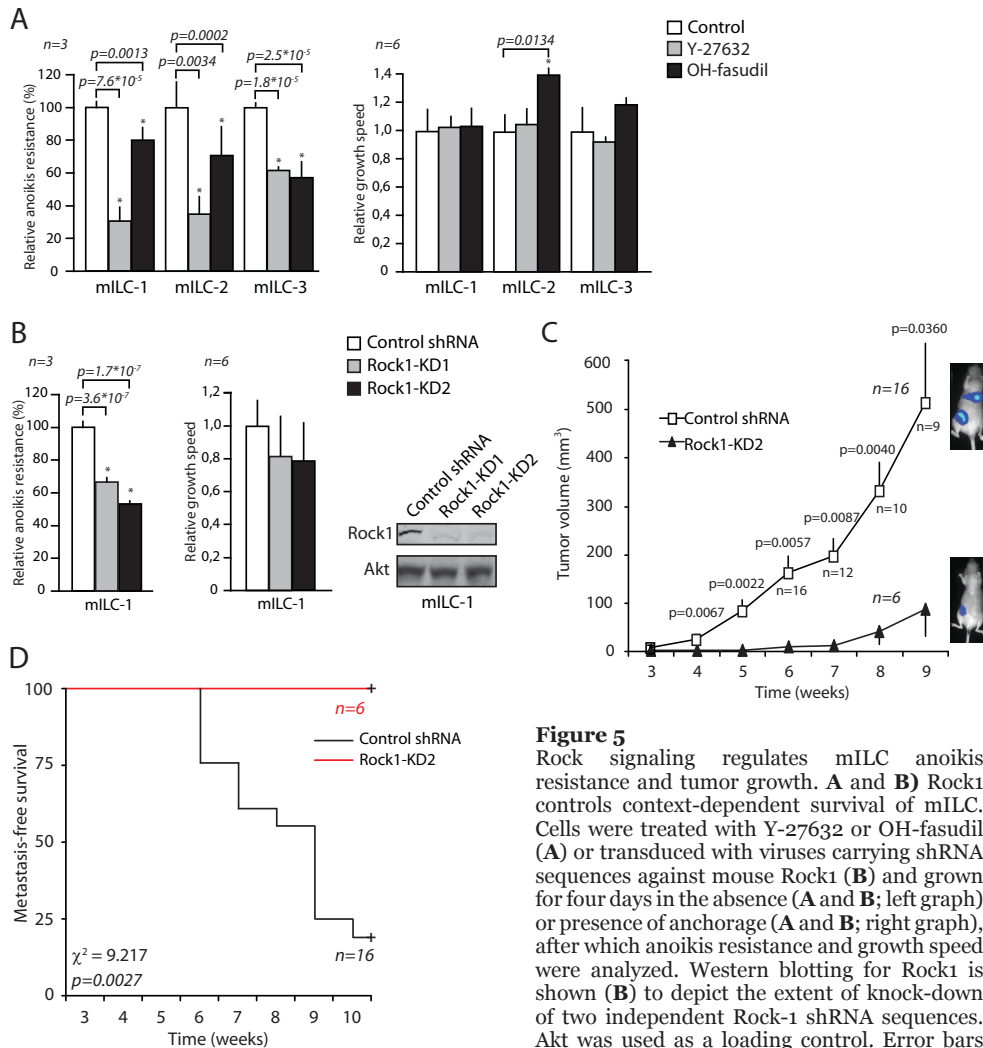 A
n=3
p=0.0013
p=7.6*10-5
p=0.0002
p=0.0034
p=2.5*10-5
p=1.8*10-5
Relative anoikis resistance (%)
120
100
80
60
40
20
0
* * * * * *
mILC-1 mILC-2 mILC-3
n=6
p=0.0134
*
Relative growth speed
1,4
1,2
1,0
0,8
0,6
0,4
0,2
0
mILC-1 mILC-2 mILC-3
Control
Y-27632
OH-fasudil
B
n=3
p=1.7*10-7
p=3.6*10-7
Relative anoikis resistance (%)
120
100
80
60
40
20
0
* *
mILC-1
n=6
Relative growth speed
1,2
1,0
0,8
0,6
0,4
0,2
0
mILC-1
Control shRNA
Rock1-KD1
Rock1-KD2
Control shRNA
Rock1-KD1
Rock1-KD2
Rock1
Akt
mILC-1
C
Tumor volume (mm3)
600
500
400
300
200
100
0
Control shRNA
Rock1-KD2
p=0.0067
p=0.0022
p=0.0057
p=0.0087
p=0.0040
p=0.0360
n=16
n=9
n=10
n=12
n=16
n=6
3 4 5 6 7 8 9
Time (weeks)
D
Metastasis-free survival
100
75
50
25
0
n=6
Control shRNA
Rock1-KD2
n=16
χ2 = 9.217
p=0.0027
3 4 5 6 7 8 9 10
Time (weeks)
Figure 5
Rock signaling regulates mILC anoikis
resistance and tumor growth. A and B) Rock1
controls context-dependent survival of mILC.
Cells were treated with Y-27632 or OH-fasudil
(A) or transduced with viruses carrying shRNA
sequences against mouse Rock1 (B) and grown
for four days in the absence (A and B; left graph)
or presence of anchorage (A and B; right graph),
after which anoikis resistance and growth speed
were analyzed. Western blotting for Rock1 is
shown (B) to depict the extent of knock-down
of two independent Rock-1 shRNA sequences.
Akt was used as a loading control. Error bars